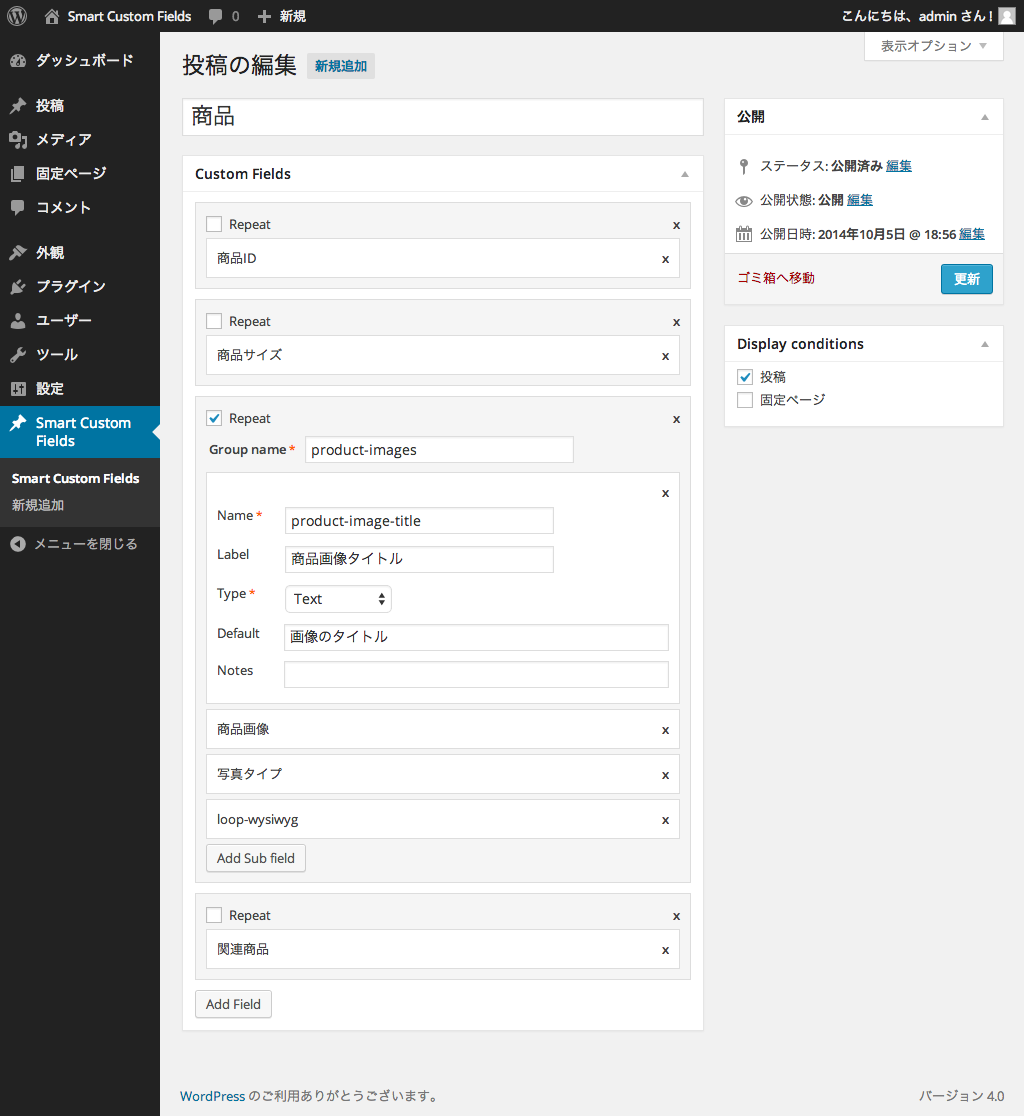 Smart Custom Fields 0 新規 こんにちは、admin さん !
ダッシュボード
投稿
メディア
固定ページ
コメント
外観
プラグイン
ユーザー
ツール
設定
Smart Custom
Fields
Smart Custom Fields
新規追加
メニューを閉じる
表示オプション
投稿の編集 新規追加
商品
Custom Fields
Repeat x
商品ID x
Repeat x
商品サイズ x
Repeat x
Group name * product-images
x
Name * product-image-title
Label 商品画像タイトル
Type * Text
Default 画像のタイトル
Notes
商品画像 x
写真タイプ x
loop-wysiwyg x
Add Sub field
Repeat x
関連商品 x
Add Field
公開
ステータス: 公開済み 編集
公開状態: 公開 編集
公開日時: 2014年10月5日 @ 18:56 編集
ゴミ箱へ移動 更新
Display conditions
投稿
固定ページ
WordPress のご利用ありがとうございます。 バージョン 4.0